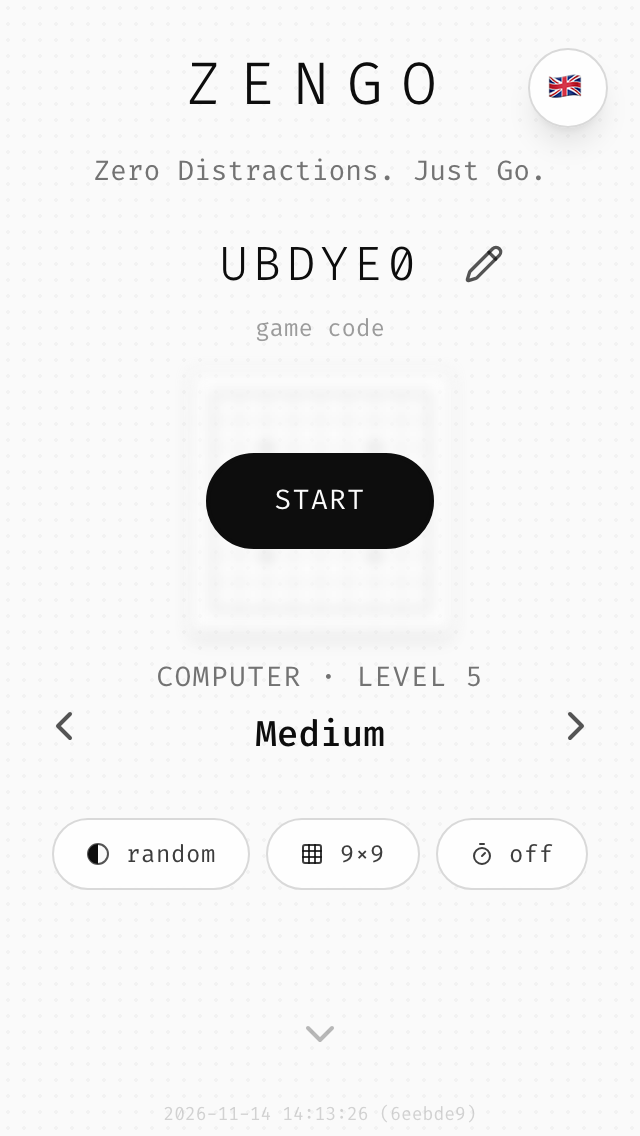 ZENGO
Zero Distractions. Just Go.
UBDYE0
game code
START
COMPUTER · LEVEL 5
Medium
random
9×9
off
2026-11-14 14:13:26 (6eebde9)